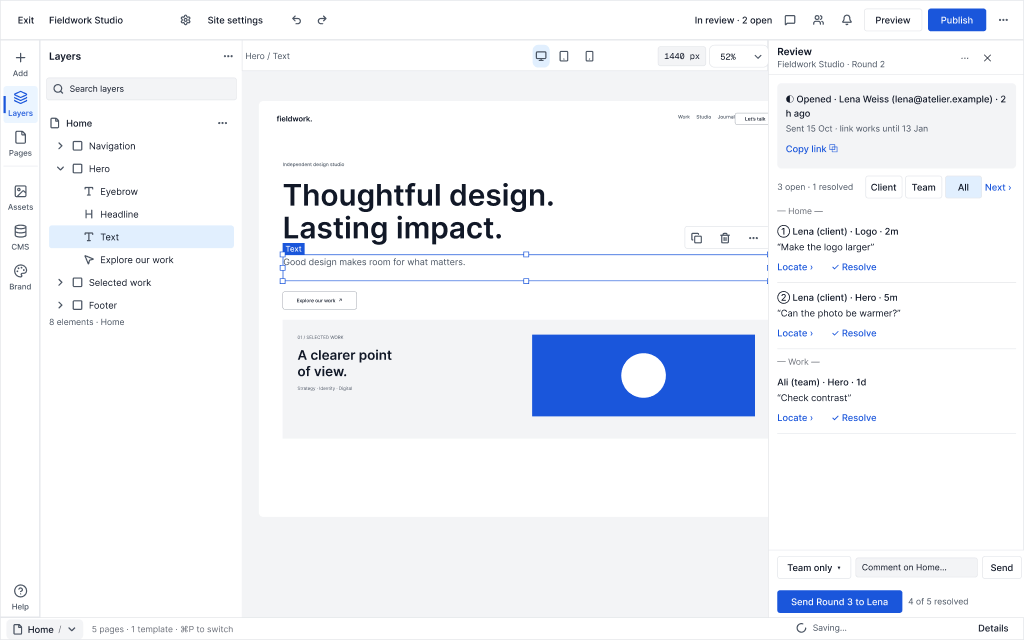 Exit
Fieldwork Studio
Site settings
In review · 2 open
Preview
Publish
Add
Layers
Pages
Assets
CMS
Brand
Help
Layers
Search layers
Home
Navigation
Hero
Eyebrow
Headline
Text
Explore our work
Selected work
Footer
8 elements · Home
Hero / Text
1440 px
52%
fieldwork.
Work
Studio
Journal
Let's talk
Independent design studio
Thoughtful design.
Lasting impact.
Text
Good design makes room for what matters.
Explore our work ↗
01 / SELECTED WORK
A clearer point
of view.
Strategy · Identity · Digital
Review
Fieldwork Studio · Round 2
Opened · Lena Weiss (lena@atelier.example) · 2
h ago
Sent 15 Oct · link works until 13 Jan
Copy link
3 open · 1 resolved
Client
Team
All
Next ›
— Home —
① Lena (client) · Logo · 2m
“Make the logo larger”
Locate ›
✓ Resolve
② Lena (client) · Hero · 5m
“Can the photo be warmer?”
Locate ›
✓ Resolve
— Work —
Ali (team) · Hero · 1d
“Check contrast”
Locate ›
✓ Resolve
Team only
Comment on Home...
Send
Send Round 3 to Lena
4 of 5 resolved
Home /
5 pages · 1 template · ⌘P to switch
Saving...
Details